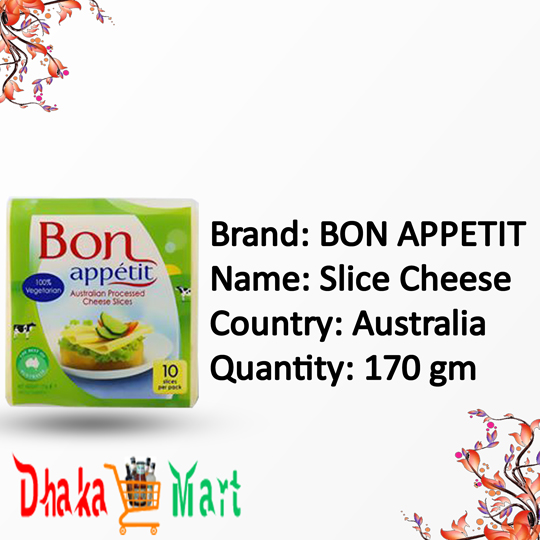 Bon
appétit
100%
Vegetarian
Australian Processed
Cheese Slices
10
slices
per pack
Brand: BON APPETIT
Name: Slice Cheese
Country: Australia
Quantity: 170 gm
Dhaka Mart